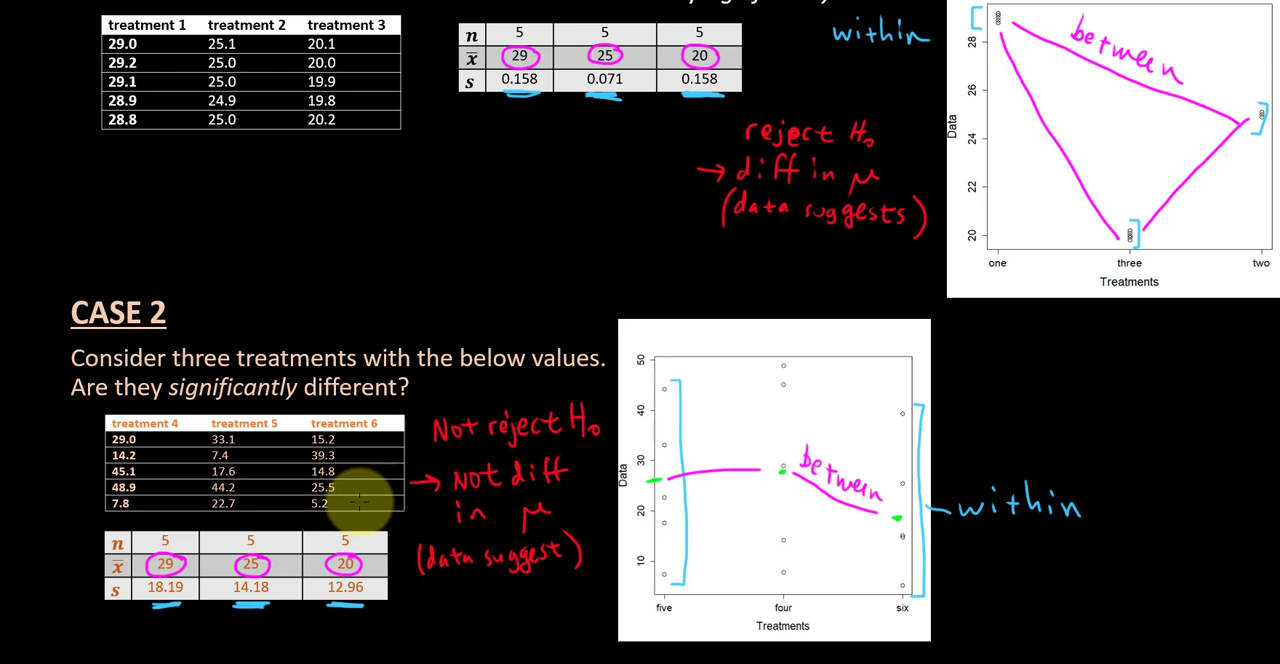 treatment 1 treatment 2 treatment 3
29.0 25.1 20.1
29.2 25.0 20.0
29.1 25.0 19.9
28.9 24.9 19.8
28.8 25.0 20.2
n 5 5 5
x̅ 29 25 20
s 0.158 0.071 0.158
within
reject H₀
→ diff in μ
(data suggests)
between
28
26
24
22
20
Data
one three two
Treatments
CASE 2
Consider three treatments with the below values.
Are they significantly different?
treatment 4 treatment 5 treatment 6
29.0 33.1 15.2
14.2 7.4 39.3
45.1 17.6 14.8
48.9 44.2 25.5
7.8 22.7 5.2
n 5 5 5
x̅ 29 25 20
s 18.19 14.18 12.96
Not reject H₀
→ Not diff
in μ
(data suggest)
50
40
30
20
10
Data
between
five four six
Treatments
within